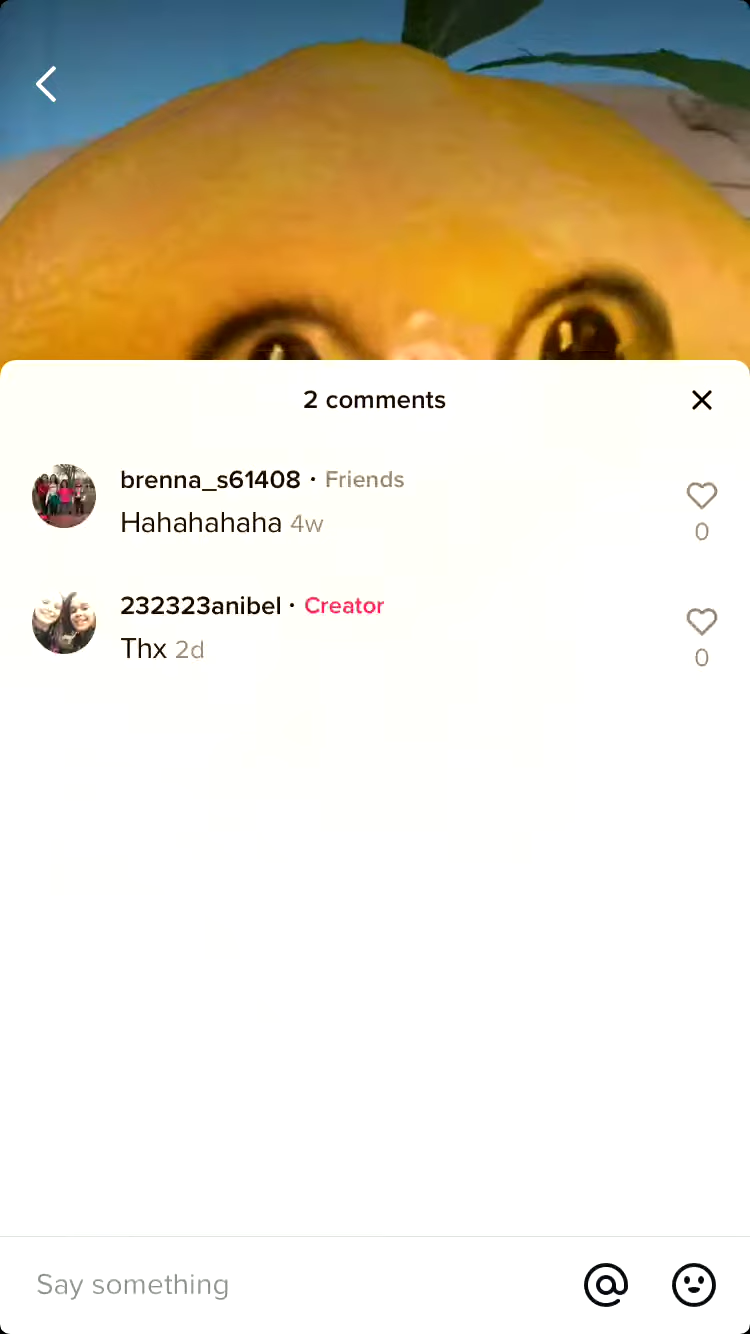 2 comments
brenna_s61408 · Friends
Hahahahaha 4w
0
232323anibel · Creator
Thx 2d
0
Say something